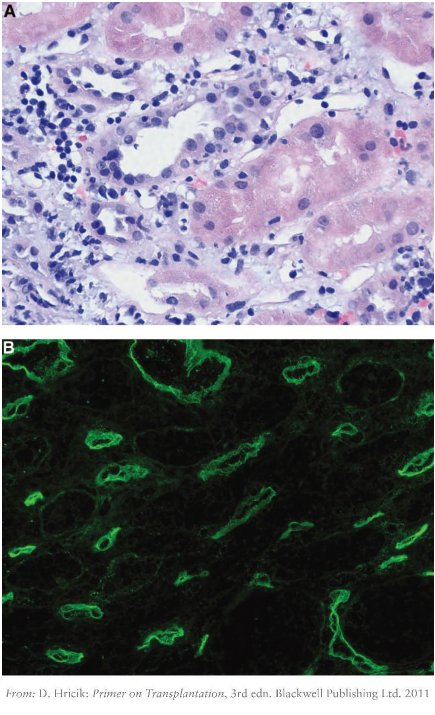 A
B
From: D. Hricik: Primer on Transplantation, 3rd edn. Blackwell Publishing Ltd. 2011